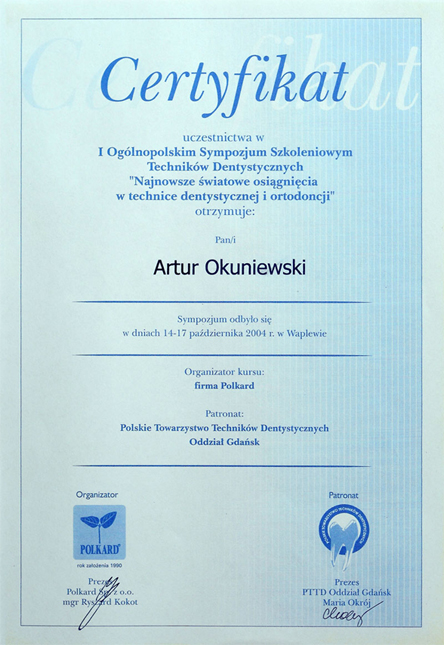 Certyfikat
uczestnictwa w
I Ogólnopolskim Sympozjum Szkoleniowym
Techników Dentystycznych
"Najnowsze światowe osiągnięcia
w technice dentystycznej i ortodoncji"
otrzymuje:
Pan/i
Artur Okuniewski
Sympozjum odbyło się
w dniach 14-17 października 2004 r. w Waplewie
Organizator kursu:
firma Polkard
Patronat:
Polskie Towarzystwo Techników Dentystycznych
Oddział Gdańsk
Organizator
POLKARD
rok założenia 1990
Prezes
Polkard Sp. z o.o.
mgr Ryszard Kokot
Patronat
Prezes
PTTD Oddział Gdańsk
Maria Okrój